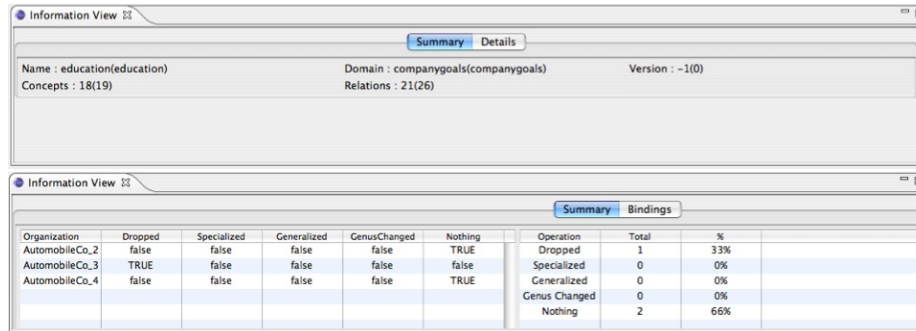 Information View
Summary Details
Name : education(education) Domain : companygoals(companygoals) Version : -1(0)
Concepts : 18(19) Relations : 21(26)
Information View
Summary Bindings
Organization Dropped Specialized Generalized GenusChanged Nothing Operation Total %
AutomobileCo_2 false false false false TRUE Dropped 1 33%
AutomobileCo_3 TRUE false false false false Specialized 0 0%
AutomobileCo_4 false false false false TRUE Generalized 0 0%
Genus Changed 0 0%
Nothing 2 66%